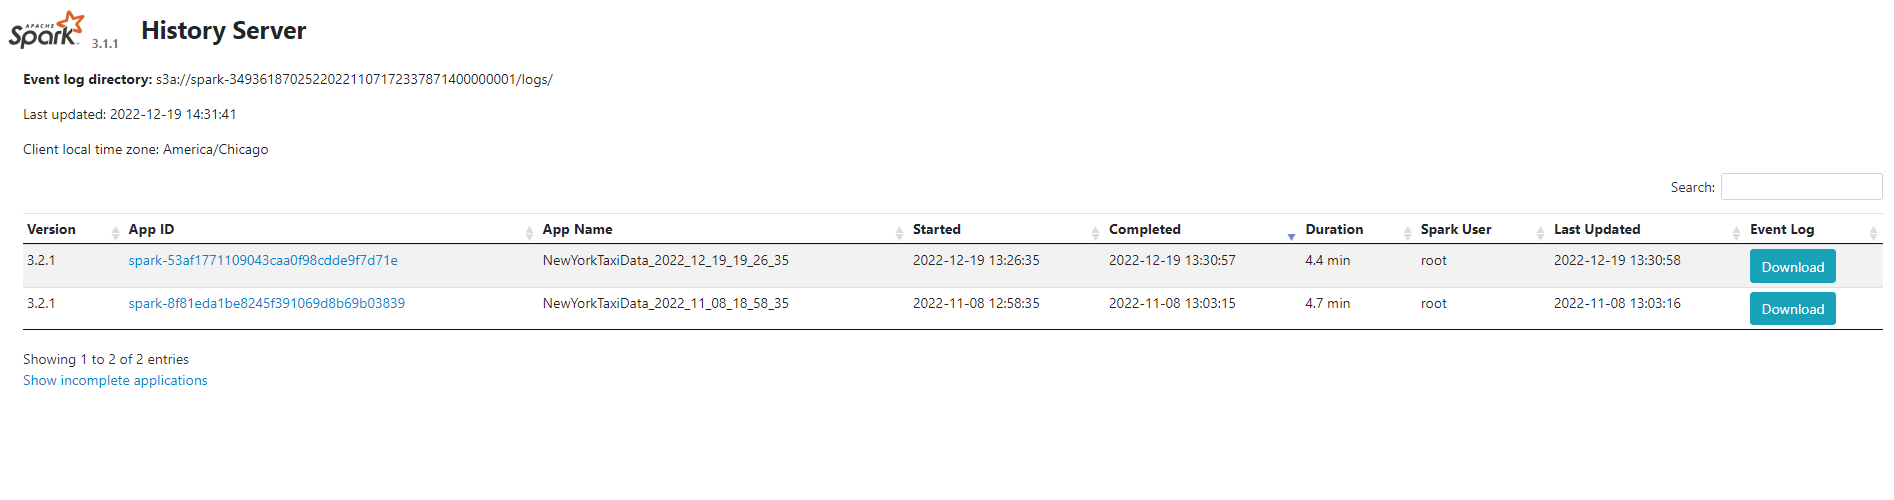 APACHE
Spark 3.1.1 History Server
Event log directory: s3a://spark-34936187025220221107172337871400000001/logs/
Last updated: 2022-12-19 14:31:41
Client local time zone: America/Chicago
Search:
Version App ID App Name Started Completed Duration Spark User Last Updated Event Log
3.2.1 spark-53af1771109043caa0f98cdde9f7d71e NewYorkTaxiData_2022_12_19_19_26_35 2022-12-19 13:26:35 2022-12-19 13:30:57 4.4 min root 2022-12-19 13:30:58 Download
3.2.1 spark-8f81eda1be8245f391069d8b69b03839 NewYorkTaxiData_2022_11_08_18_58_35 2022-11-08 12:58:35 2022-11-08 13:03:15 4.7 min root 2022-11-08 13:03:16 Download
Showing 1 to 2 of 2 entries
Show incomplete applications